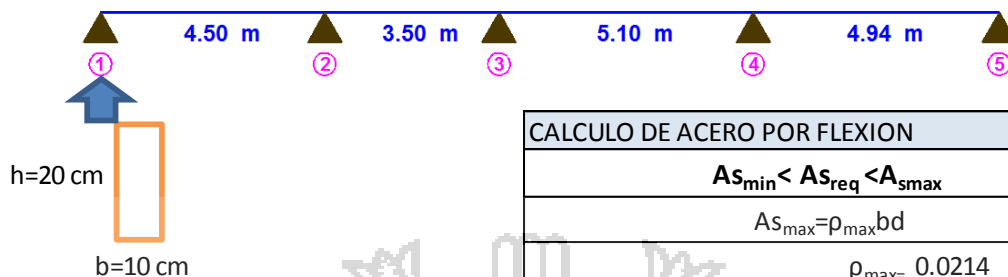 4.50 m 3.50 m 5.10 m 4.94 m
1 2 3 4 5
h=20 cm
b=10 cm
CALCULO DE ACERO POR FLEXION
Asmin< Asreq <Asmax
Asmax=ρmaxbd
ρmax= 0.0214